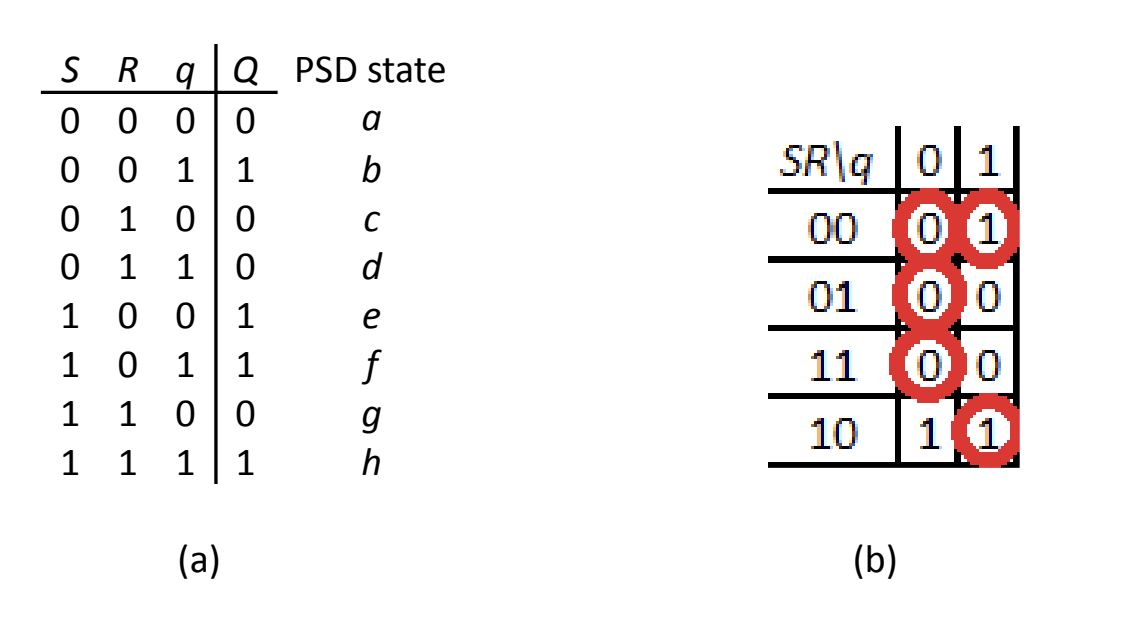 S R q Q PSD state
0 0 0 0 a
0 0 1 1 b
0 1 0 0 c
0 1 1 0 d
1 0 0 1 e
1 0 1 1 f
1 1 0 0 g
1 1 1 1 h
(a)
SR\q 0 1
00 0 1
01 0 0
11 0 0
10 1 1
(b)